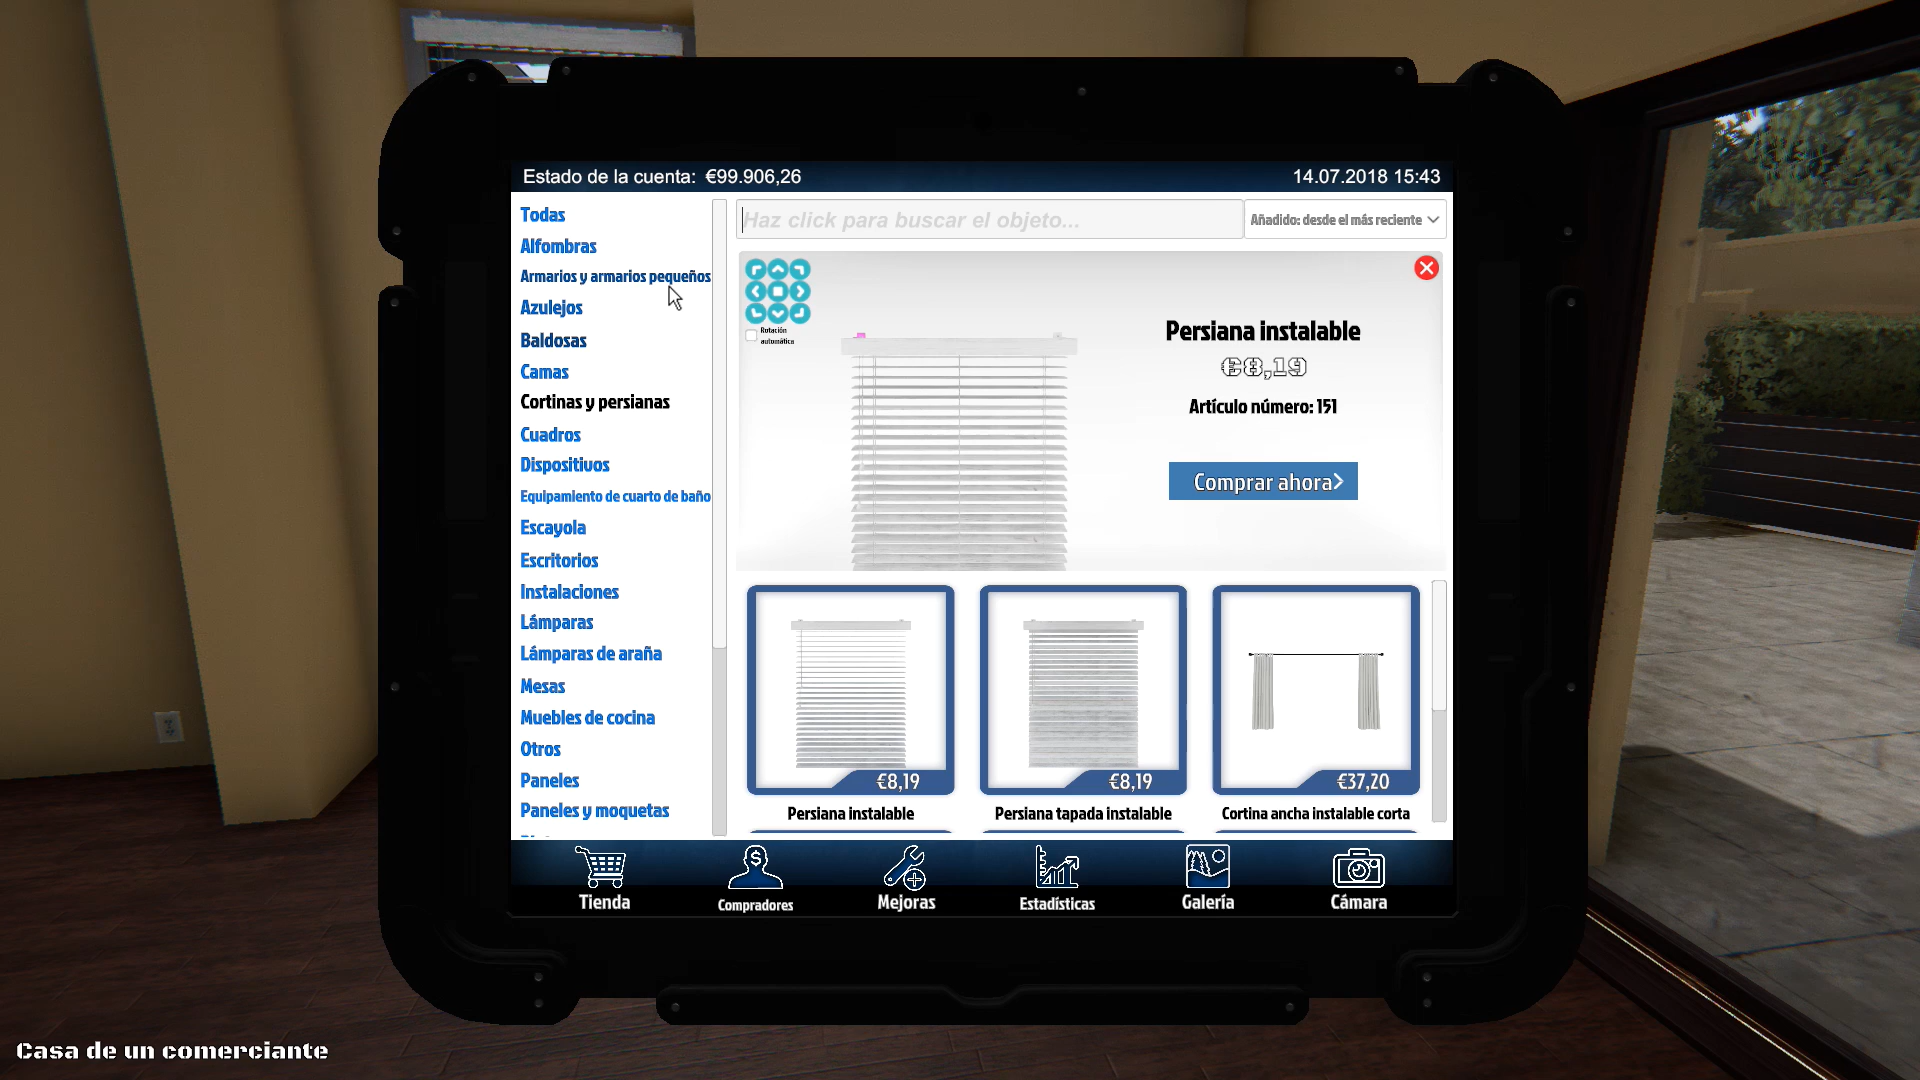 Estado de la cuenta: €99.906,26
14.07.2018 15:43
Todas
Alfombras
Armarios y armarios pequeños
Azulejos
Baldosas
Camas
Cortinas y persianas
Cuadros
Dispositivos
Equipamiento de cuarto de baño
Escayola
Escritorios
Instalaciones
Lámparas
Lámparas de araña
Mesas
Muebles de cocina
Otros
Paneles
Paneles y moquetas
Haz click para buscar el objeto...
Añadido: desde el más reciente
Rotación
automática
Persiana instalable
€8,19
Artículo número: 151
Comprar ahora
€8,19
Persiana instalable
€8,19
Persiana tapada instalable
€37,20
Cortina ancha instalable corta
Tienda
Compradores
Mejoras
Estadísticas
Galería
Cámara
Casa de un comerciante